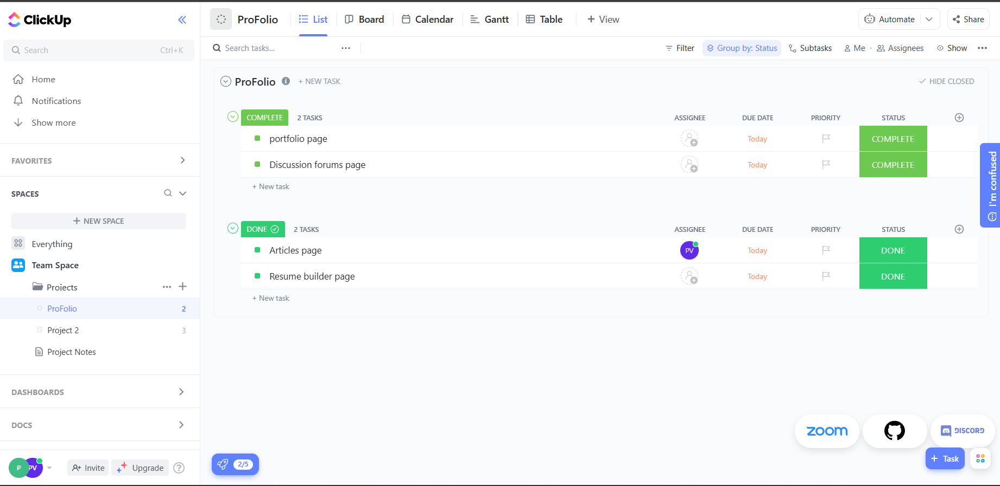 ClickUp
Search Ctrl+K
Home
Notifications
Show more
FAVORITES
SPACES
+ NEW SPACE
Everything
Team Space
Projects
ProFolio 2
Project 2 3
Project Notes
DASHBOARDS
DOCS
P PV Invite Upgrade ?
ProFolio List Board Calendar Gantt Table + View Automate Share
Search tasks... Filter Group by: Status Subtasks Me Assignees Show
ProFolio i + NEW TASK HIDE CLOSED
COMPLETE 2 TASKS ASSIGNEE DUE DATE PRIORITY STATUS
portfolio page Today COMPLETE
Discussion forums page Today COMPLETE
+ New task
DONE 2 TASKS ASSIGNEE DUE DATE PRIORITY STATUS
Articles page PV Today DONE
Resume builder page Today DONE
+ New task
I'm confused
zoom DISCORD
2/5 + Task